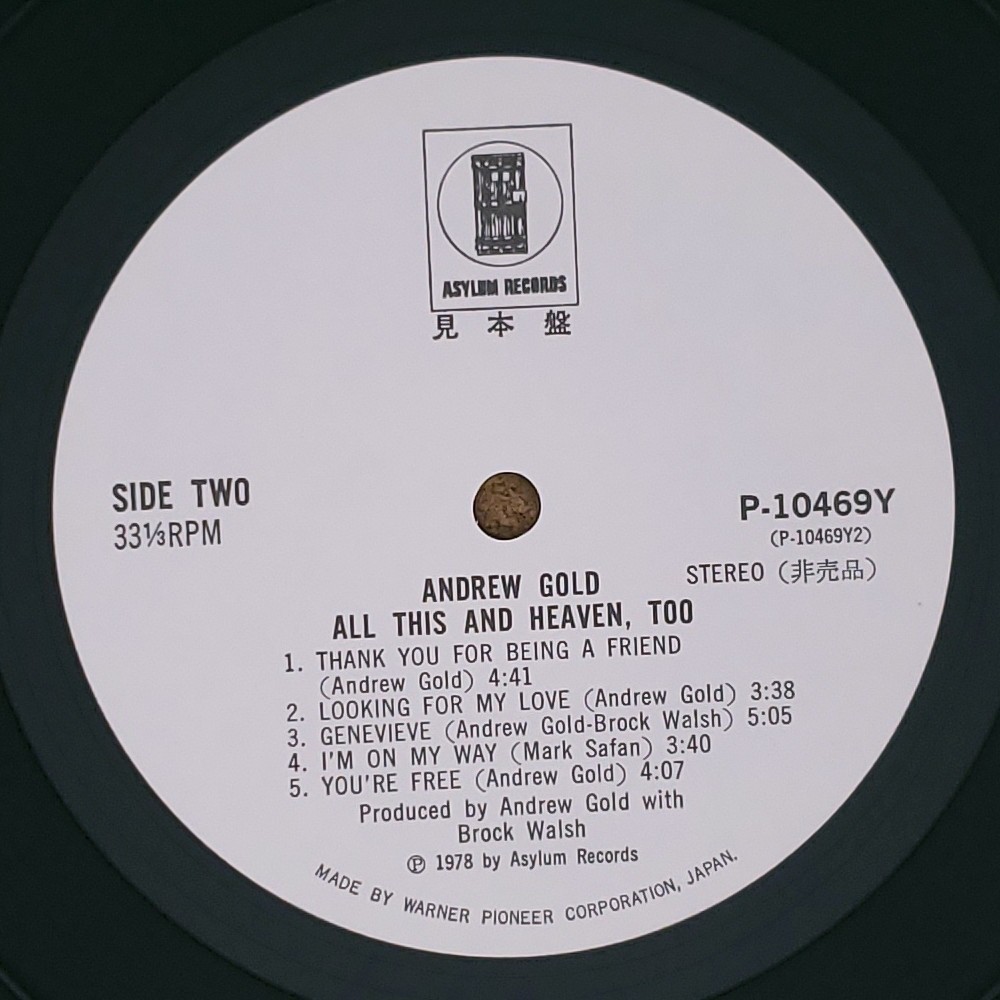 ASYLUM RECORDS
見本盤
SIDE TWO
33⅓RPM
P-10469Y
(P-10469Y2)
STEREO (非売品)
ANDREW GOLD
ALL THIS AND HEAVEN, TOO
1. THANK YOU FOR BEING A FRIEND
(Andrew Gold) 4:41
2. LOOKING FOR MY LOVE (Andrew Gold) 3:38
3. GENEVIEVE (Andrew Gold-Brock Walsh) 5:05
4. I'M ON MY WAY (Mark Safan) 3:40
5. YOU'RE FREE (Andrew Gold) 4:07
Produced by Andrew Gold with
Brock Walsh
℗ 1978 by Asylum Records
MADE BY WARNER PIONEER CORPORATION, JAPAN.